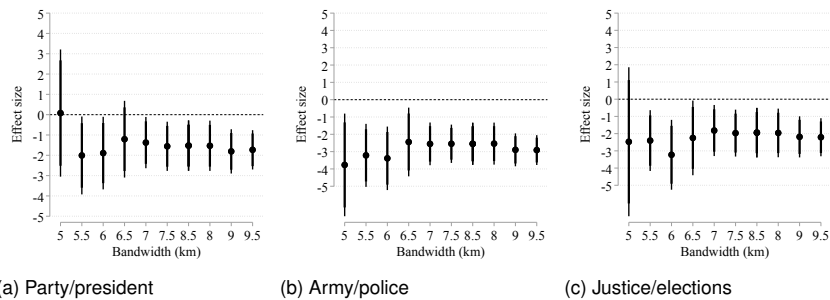 5
4
3
2
1
0
-1
-2
-3
-4
-5
Effect size
5 5.5 6 6.5 7 7.5 8.5 8 9 9.5
Bandwidth (km)
(a) Party/president
5
4
3
2
1
0
-1
-2
-3
-4
-5
Effect size
5 5.5 6 6.5 7 7.5 8.5 8 9 9.5
Bandwidth (km)
(b) Army/police
5
4
3
2
1
0
-1
-2
-3
-4
-5
Effect size
5 5.5 6 6.5 7 7.5 8.5 8 9 9.5
Bandwidth (km)
(c) Justice/elections